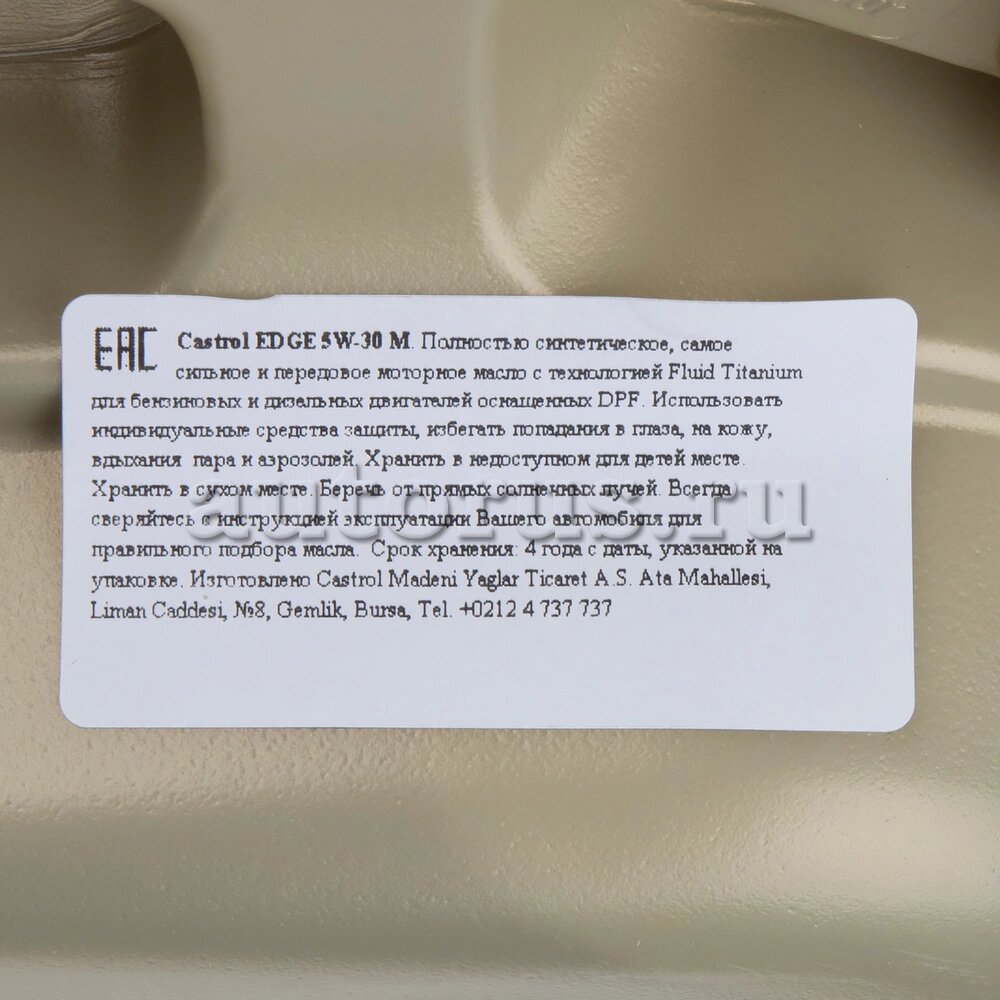 EAC Castrol EDGE 5W-30 M. Полностью синтетическое, самое
сильное и передовое моторное масло с технологией Fluid Titanium
для бензиновых и дизельных двигателей оснащенных DPF. Использовать
индивидуальные средства защиты, избегать попадания в глаза, на кожу,
вдыхания пара и аэрозолей. Хранить в недоступном для детей месте.
Хранить в сухом месте. Беречь от прямых солнечных лучей. Всегда
autorus.ru
сверяйтесь с инструкцией эксплуатации Вашего автомобиля для
правильного подбора масла. Срок хранения: 4 года с даты, указанной на
упаковке. Изготовлено Castrol Madeni Yaglar Ticaret A.S. Ata Mahallesi,
Liman Caddesi, №8, Gemlik, Bursa, Tel. +0212 4 737 737